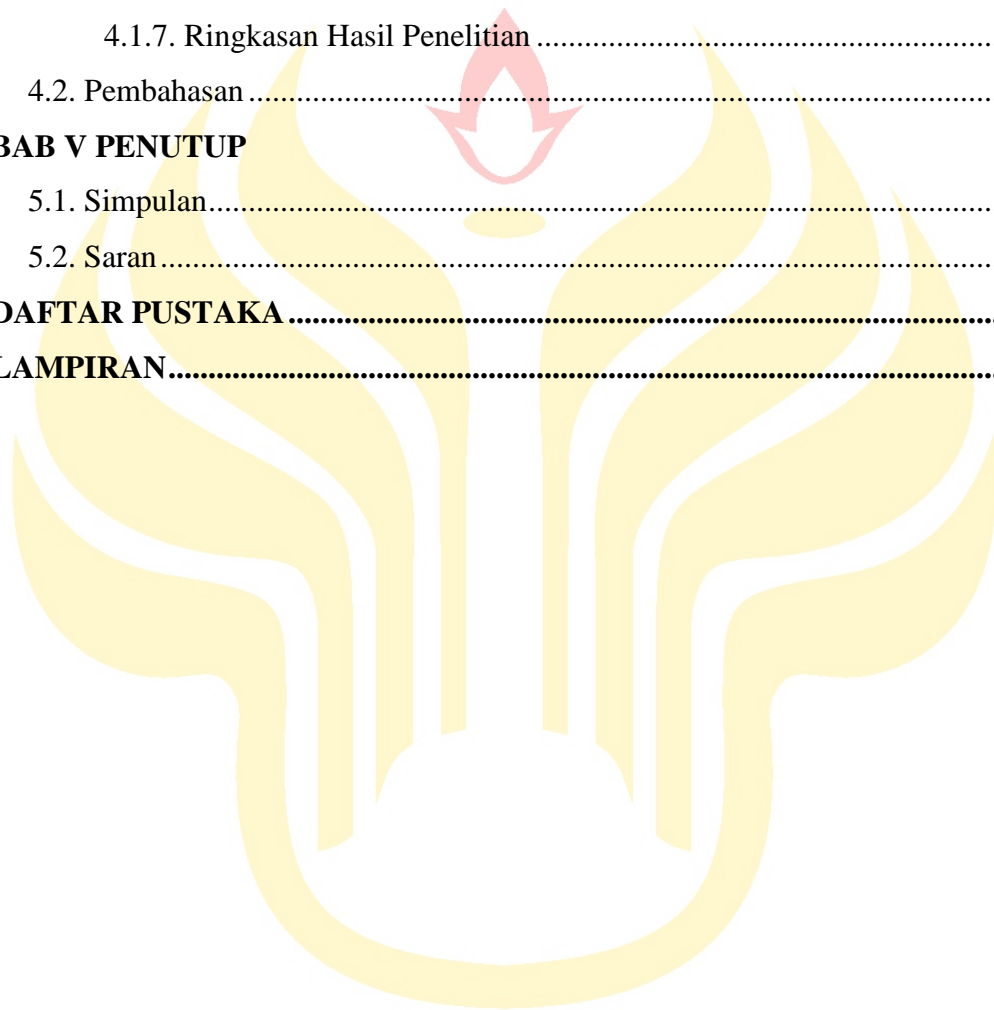 4.1.7. Ringkasan Hasil Penelitian ........................................................
4.2. Pembahasan ..........................................................................................
BAB V PENUTUP
5.1. Simpulan..................................................................................................
5.2. Saran ........................................................................................................
DAFTAR PUSTAKA ........................................................................................
LAMPIRAN.........................................................................................................